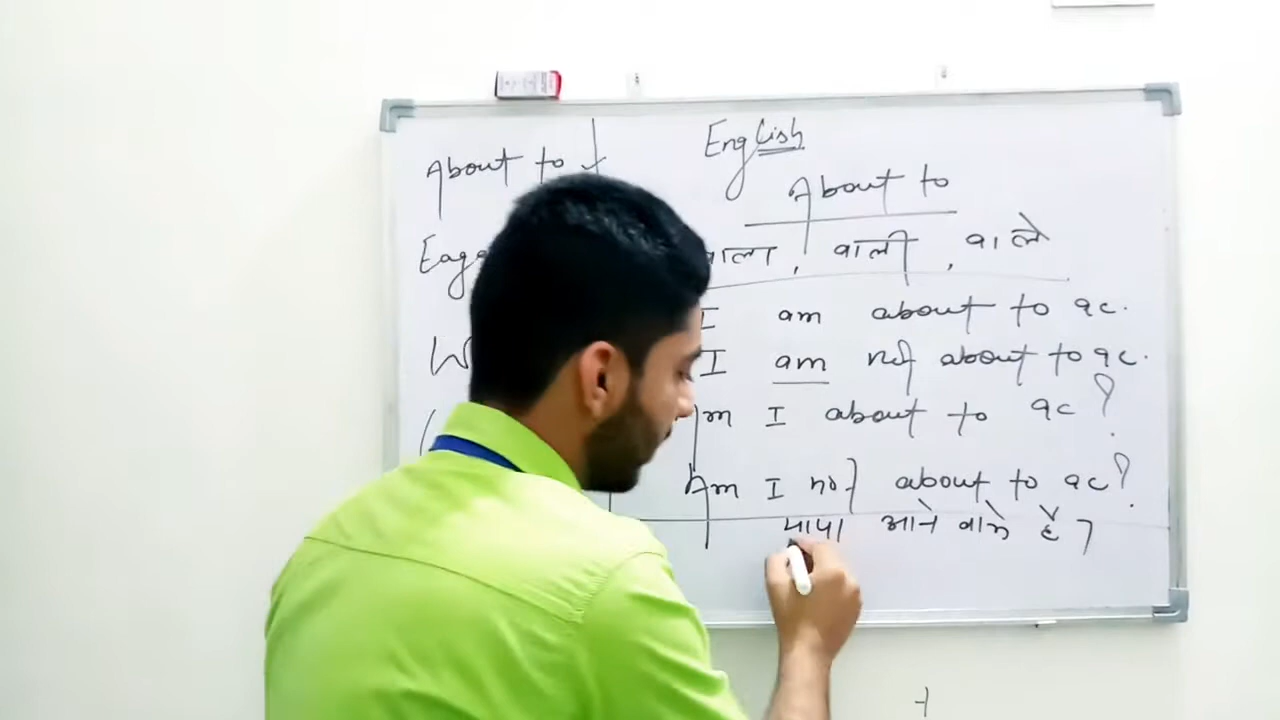 About to
English
About to
वाली , वाले
Eag
I am about to go.
I am not about to go.
W
Am I about to go ?
Am I not about to go ?
पापा आने वाले हैं ?